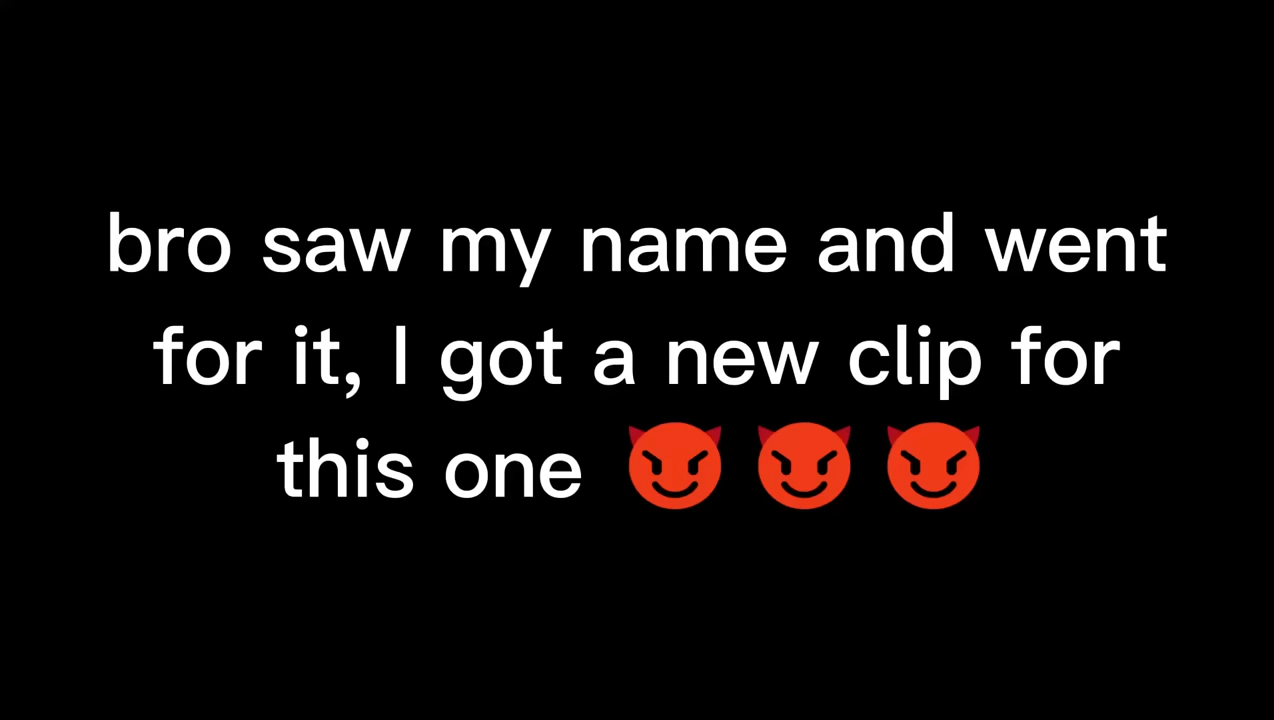 bro saw my name and went
for it, I got a new clip for
this one 😈 😈 😈